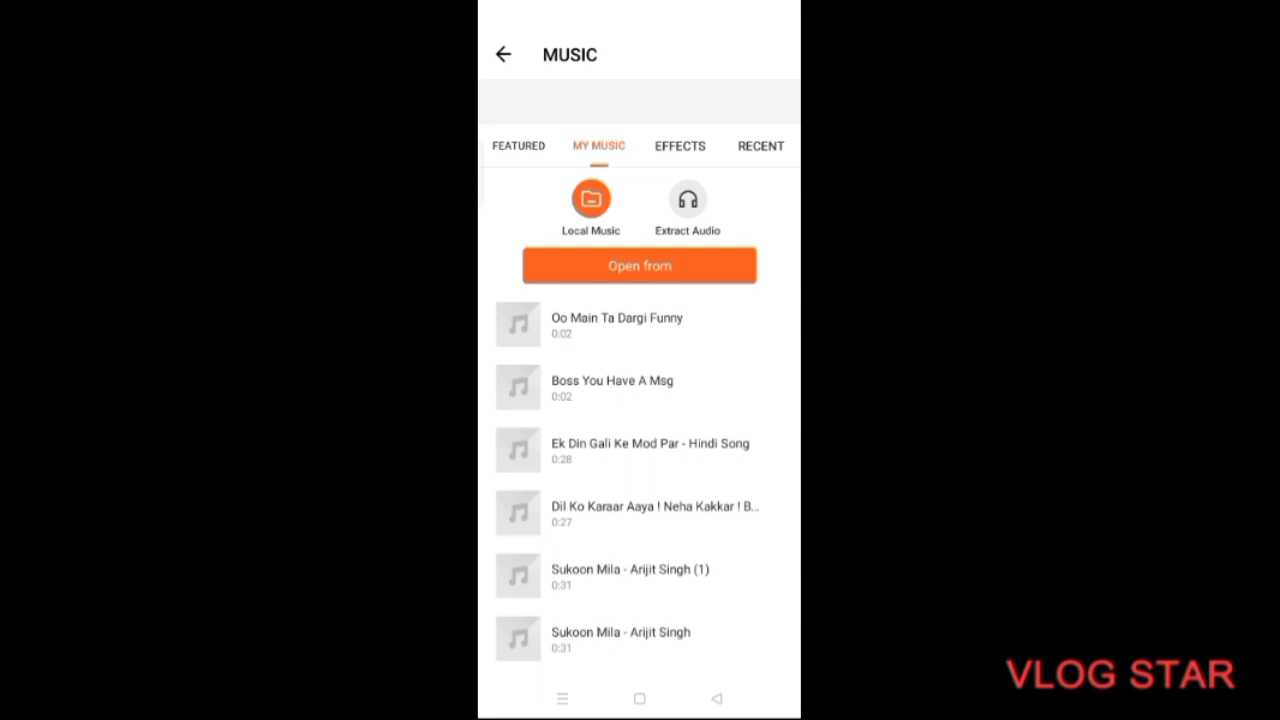 MUSIC
FEATURED MY MUSIC EFFECTS RECENT
Local Music Extract Audio
Open from
Oo Main Ta Dargi Funny
0:02
Boss You Have A Msg
0:02
Ek Din Gali Ke Mod Par - Hindi Song
0:28
Dil Ko Karaar Aaya ! Neha Kakkar ! B...
0:27
Sukoon Mila - Arijit Singh (1)
0:31
Sukoon Mila - Arijit Singh
0:31
VLOG STAR